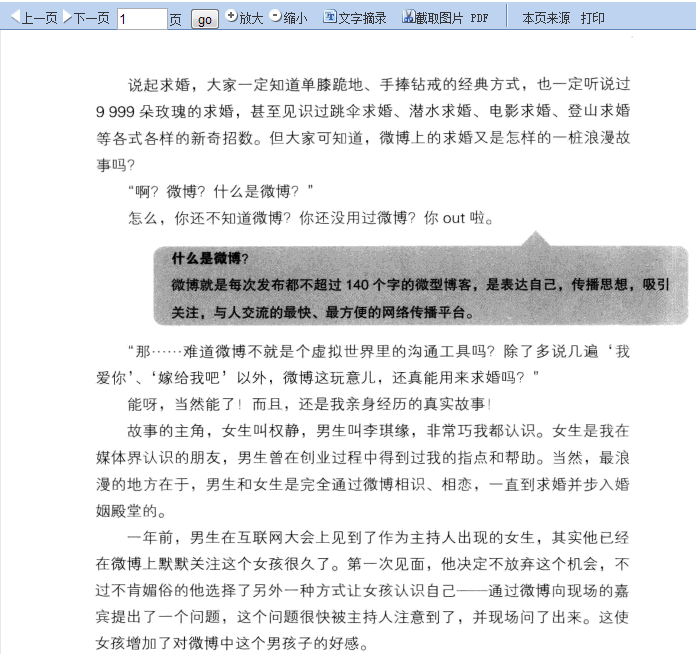 上一页 下一页 1 页 go 放大 缩小 文字摘录 截取图片 PDF 本页来源 打印
说起求婚，大家一定知道单膝跪地、手捧钻戒的经典方式，也一定听说过
9 999 朵玫瑰的求婚，甚至见识过跳伞求婚、潜水求婚、电影求婚、登山求婚
等各式各样的新奇招数。但大家可知道，微博上的求婚又是怎样的一桩浪漫故
事吗？
“啊？微博？什么是微博？”
怎么，你还不知道微博？你还没用过微博？你 out 啦。
什么是微博？
微博就是每次发布都不超过 140 个字的微型博客，是表达自己，传播思想，吸引
关注，与人交流的最快、最方便的网络传播平台。
“那……难道微博不就是个虚拟世界里的沟通工具吗？除了多说几遍‘我
爱你’、‘嫁给我吧’以外，微博这玩意儿，还真能用来求婚吗？”
能呀，当然能了！而且，还是我亲身经历的真实故事！
故事的主角，女生叫权静，男生叫李琪缘，非常巧我都认识。女生是我在
媒体界认识的朋友，男生曾在创业过程中得到过我的指点和帮助。当然，最浪
漫的地方在于，男生和女生是完全通过微博相识、相恋，一直到求婚并步入婚
姻殿堂的。
一年前，男生在互联网大会上见到了作为主持人出现的女生，其实他已经
在微博上默默关注这个女孩很久了。第一次见面，他决定不放弃这个机会，不
过不肯媚俗的他选择了另外一种方式让女孩认识自己——通过微博向现场的嘉
宾提出了一个问题，这个问题很快被主持人注意到了，并现场问了出来。这使
女孩增加了对微博中这个男孩子的好感。